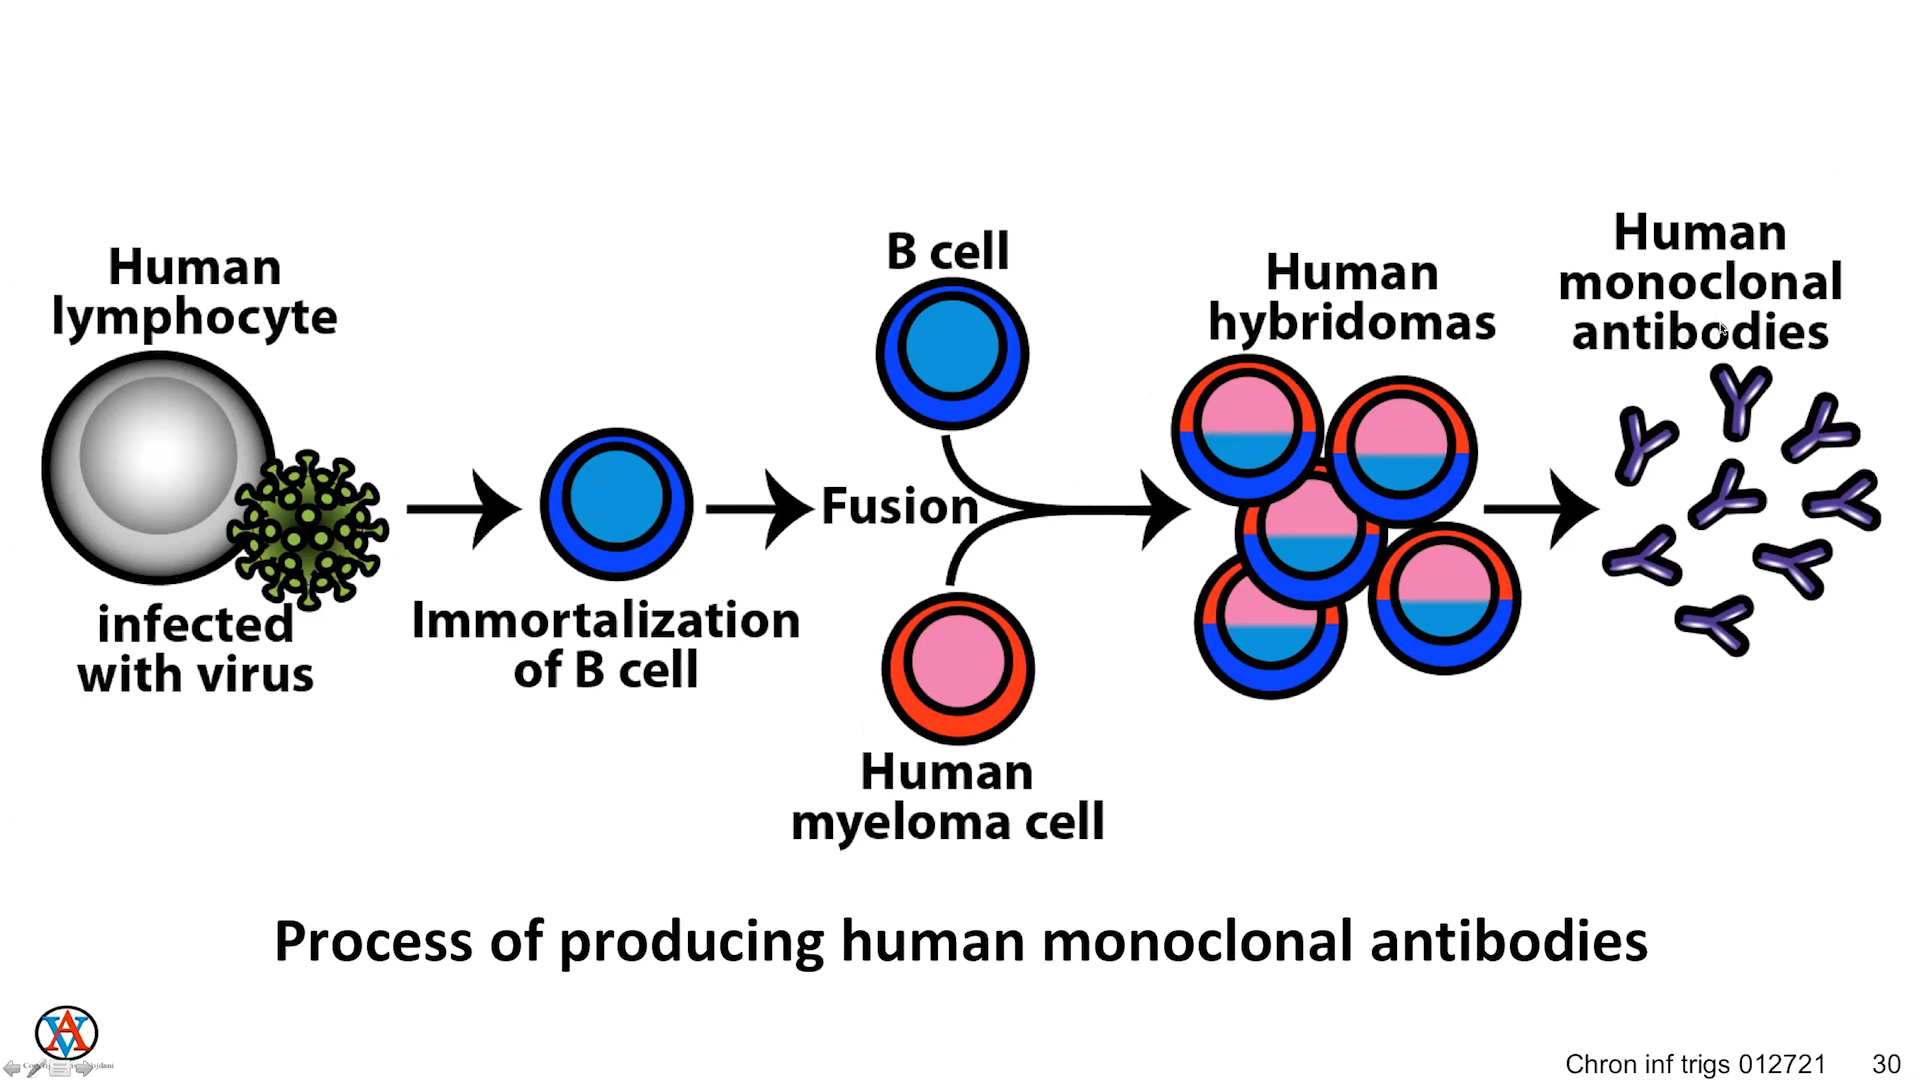 Human
lymphocyte
infected
with virus
Immortalization
of B cell
B cell
Fusion
Human
myeloma cell
Human
hybridomas
Human
monoclonal
antibodies
Process of producing human monoclonal antibodies
Chron inf trigs 012721
30